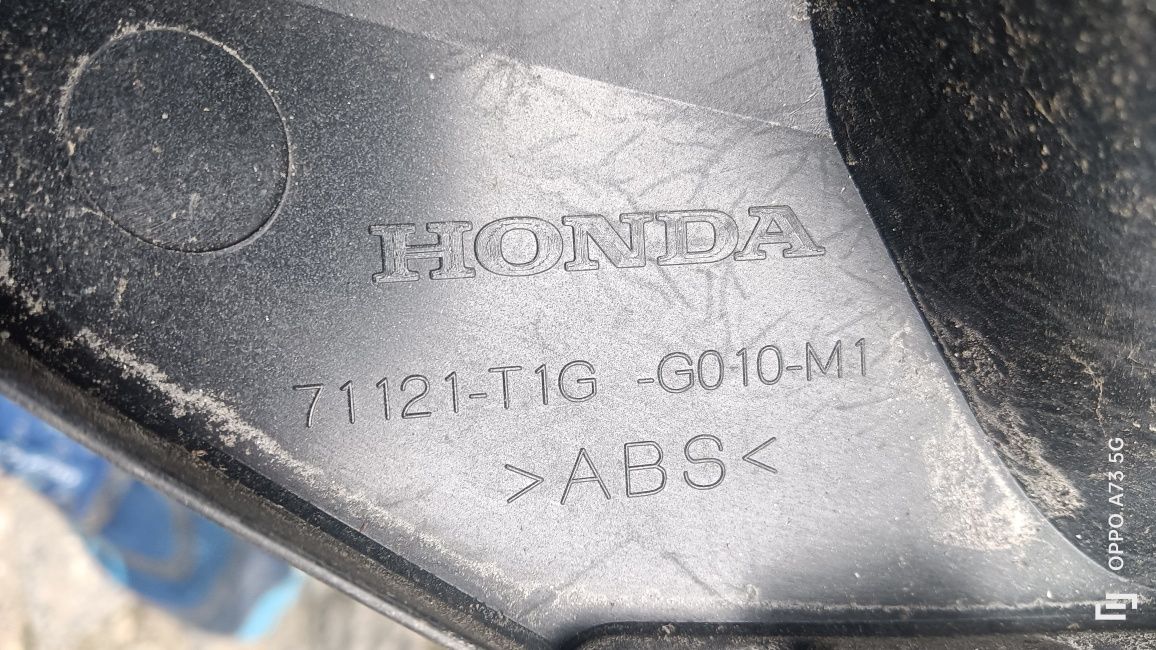 HONDA
71121-T1G -G010-M1
>ABS<
OPPO A73 5G